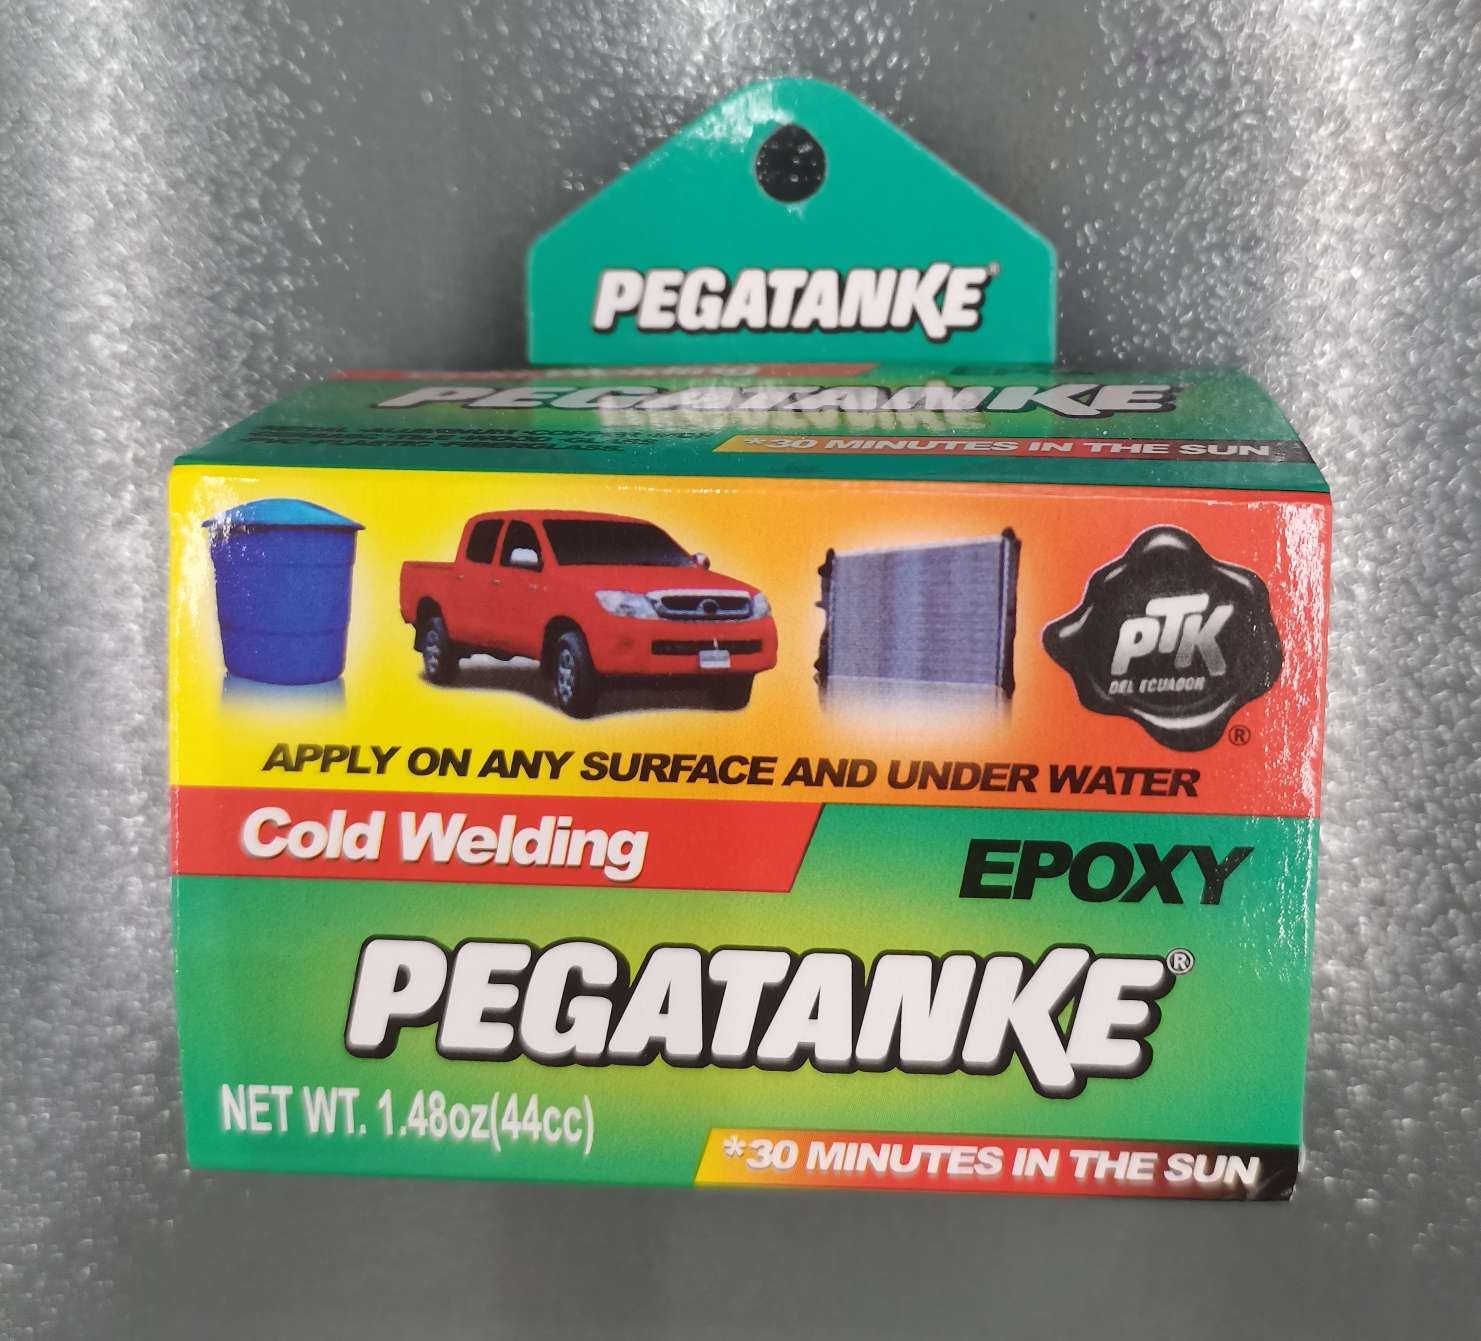 PEGATANKE®
PEGATANKE
*30 MINUTES IN THE SUN
PTK
DEL ECUADOR
®
APPLY ON ANY SURFACE AND UNDER WATER
Cold Welding
EPOXY
PEGATANKE®
NET WT. 1.48oz(44cc)
*30 MINUTES IN THE SUN